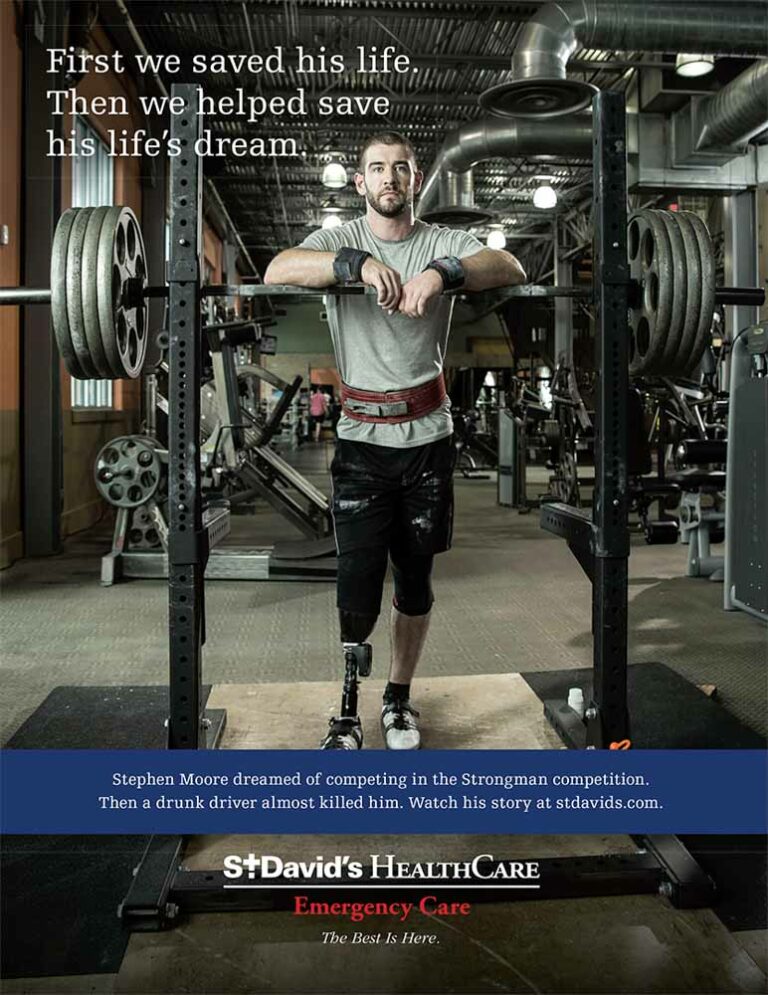 First we saved his life.
Then we helped save
his life's dream.
Stephen Moore dreamed of competing in the Strongman competition.
Then a drunk driver almost killed him. Watch his story at stdavids.com.
St David's HEALTHCARE
Emergency Care
The Best Is Here.